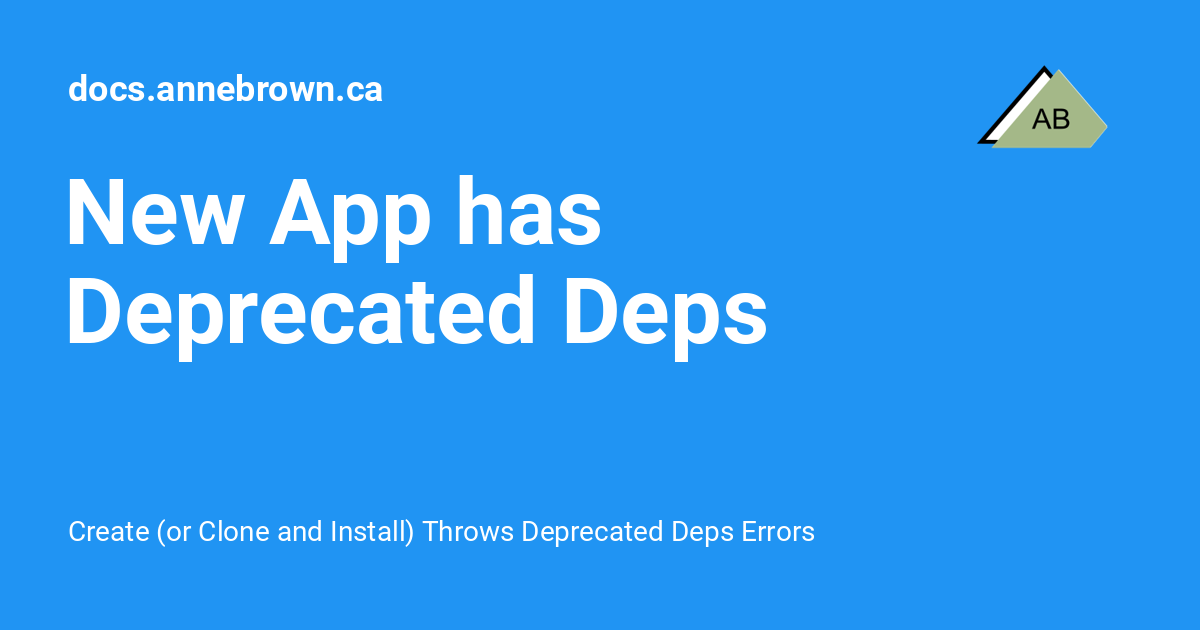 docs.annebrown.ca
AB
New App has
Deprecated Deps
Create (or Clone and Install) Throws Deprecated Deps Errors